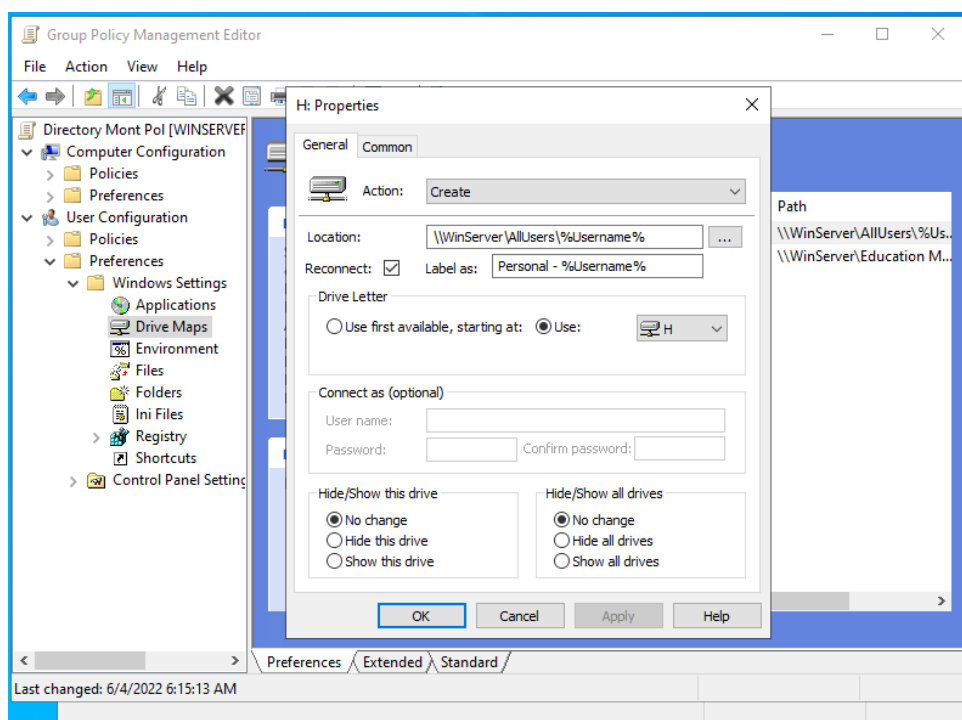 Group Policy Management Editor
File Action View Help
Directory Mont Pol [WINSERVEF
Computer Configuration
Policies
Preferences
User Configuration
Policies
Preferences
Windows Settings
Applications
Drive Maps
Environment
Files
Folders
Ini Files
Registry
Shortcuts
Control Panel Setting
H: Properties
General Common
Action: Create
Location: \\WinServer\AllUsers\%Username% ...
Reconnect: Label as: Personal - %Username%
Drive Letter
Use first available, starting at: Use: H
Connect as (optional)
User name:
Password: Confirm password:
Hide/Show this drive
No change
Hide this drive
Show this drive
Hide/Show all drives
No change
Hide all drives
Show all drives
OK Cancel Apply Help
Path
\\WinServer\AllUsers\%Us...
\\WinServer\Education M...
Preferences Extended Standard
Last changed: 6/4/2022 6:15:13 AM